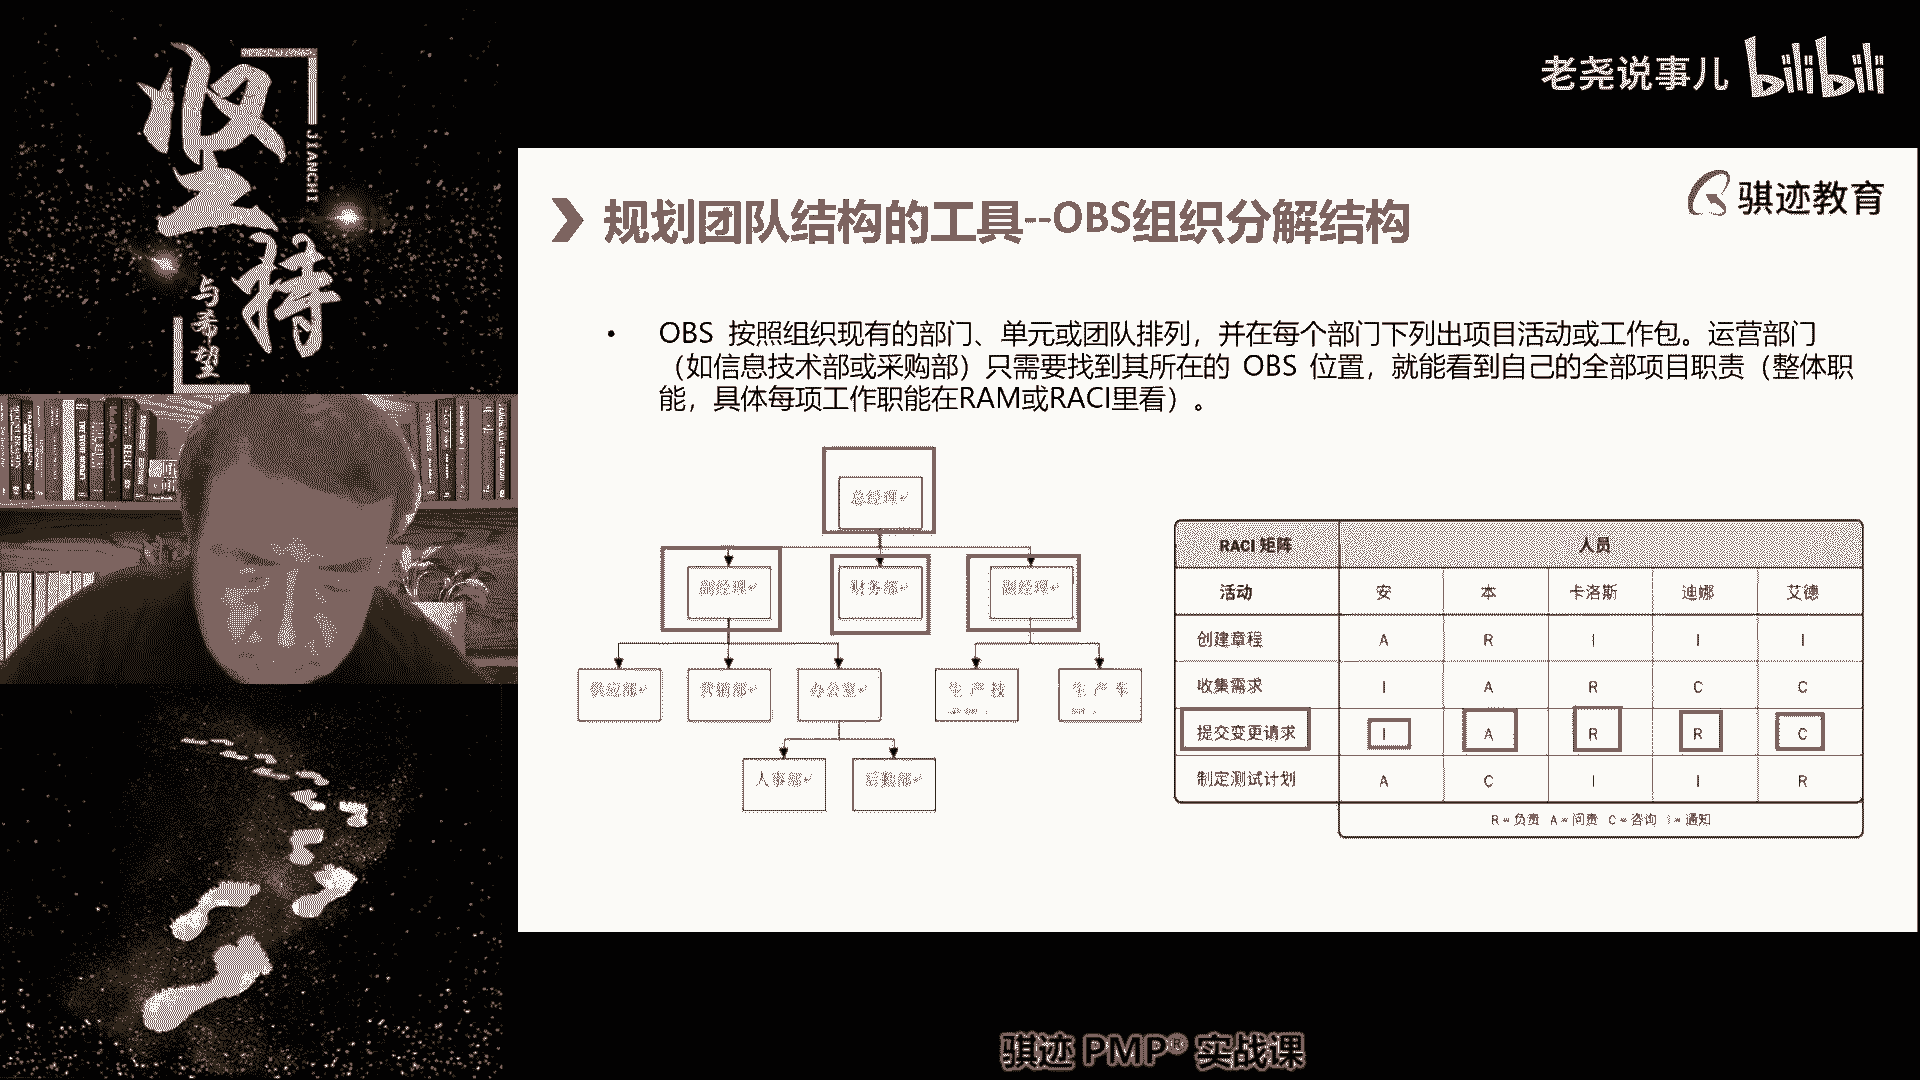 坚持
JIANCHI
与希望
老尧说事儿 bilibili
骐迹教育
规划团队结构的工具--OBS组织分解结构
• OBS 按照组织现有的部门、单元或团队排列，并在每个部门下列出项目活动或工作包。运营部门
（如信息技术部或采购部）只需要找到其所在的 OBS 位置，就能看到自己的全部项目职责（整体职
能，具体每项工作职能在RAM或RACI里看）。
总经理
副经理 财务部 副经理
供应部 营销部 办公室 生产技 生产车
人事部 后勤部
RACI 矩阵 人员
活动 安 本 卡洛斯 迪娜 艾德
创建章程 A R I I I
收集需求 I A R C C
提交变更请求 I A R R C
制定测试计划 A C I I R
R = 负责 A = 问责 C = 咨询 I = 通知
骐迹 PMP® 实战课